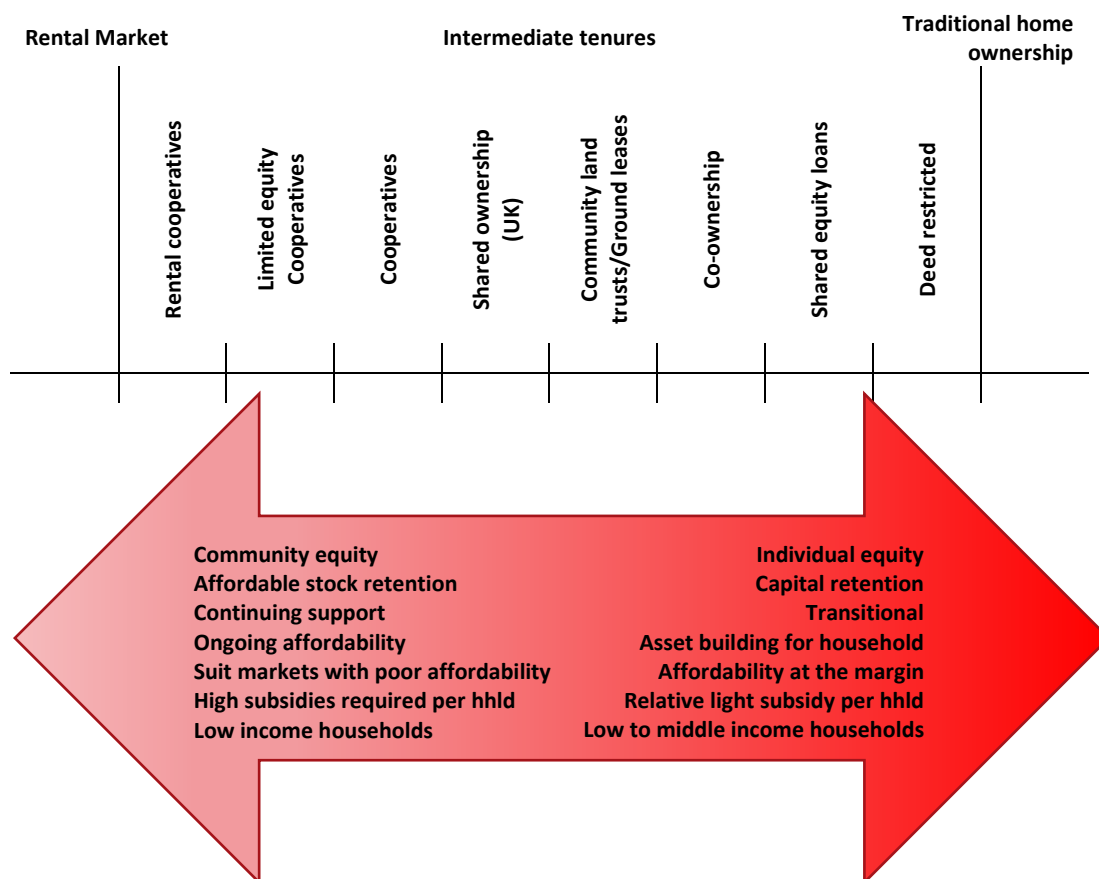 Rental Market
Intermediate tenures
Traditional home
ownership
Rental cooperatives
Limited equity
Cooperatives
Cooperatives
Shared ownership
(UK)
Community land
trusts/Ground leases
Co-ownership
Shared equity loans
Deed restricted
Community equity
Affordable stock retention
Continuing support
Ongoing affordability
Suit markets with poor affordability
High subsidies required per hhld
Low income households
Individual equity
Capital retention
Transitional
Asset building for household
Affordability at the margin
Relative light subsidy per hhld
Low to middle income households